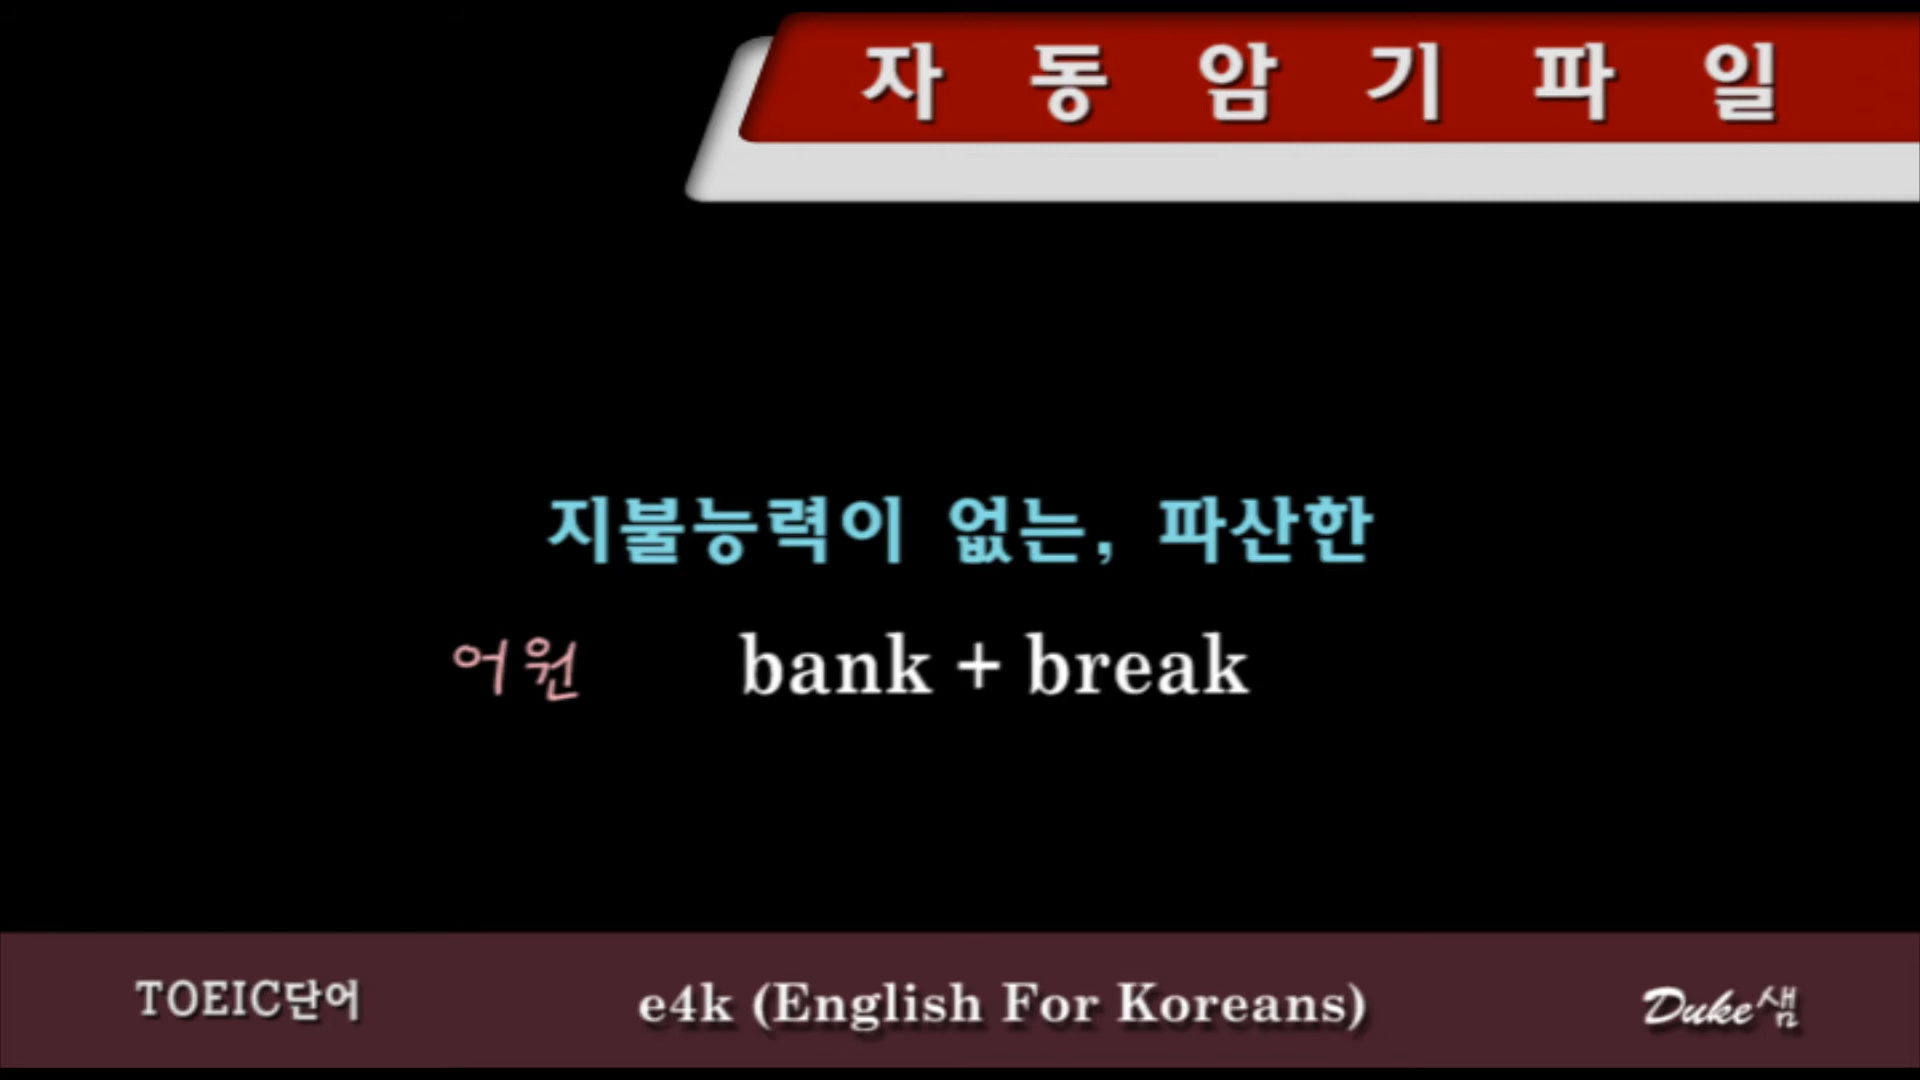 자 동 암 기 파 일
지불능력이 없는, 파산한
어원 bank + break
TOEIC단어 e4k (English For Koreans) Duke샘